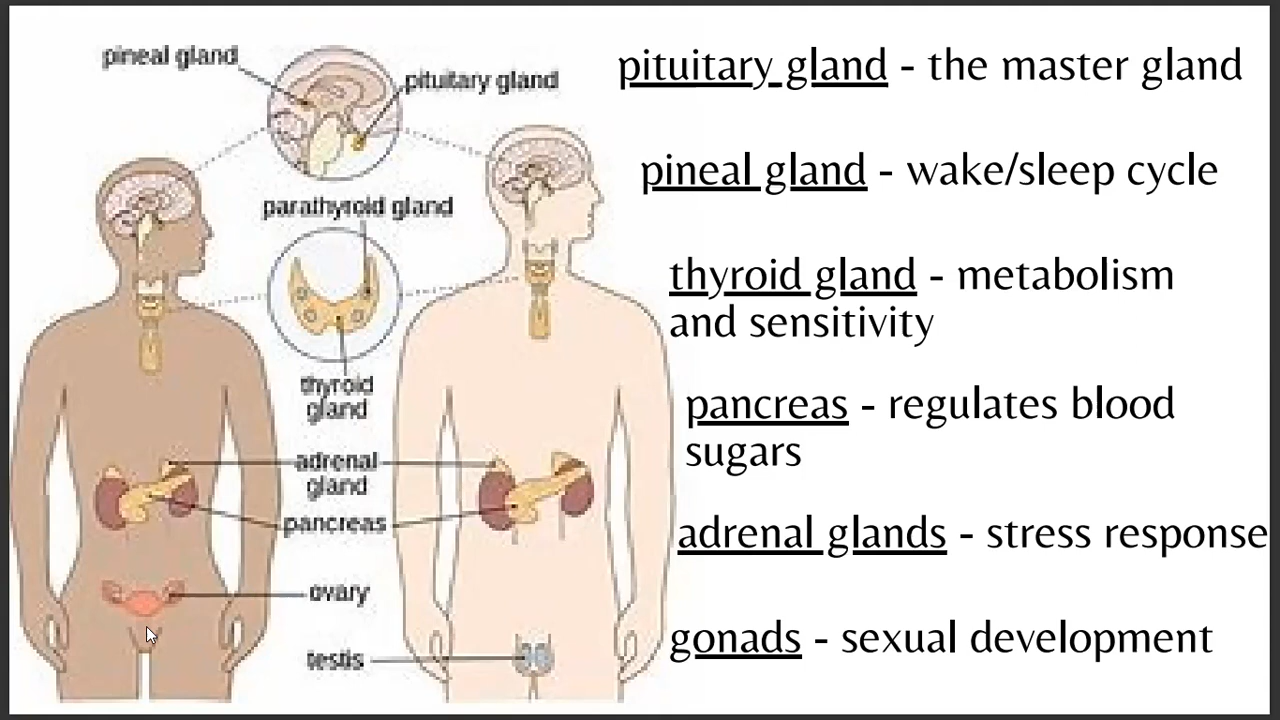 pineal gland
pituitary gland
parathyroid gland
thyroid
gland
adrenal
gland
pancreas
ovary
testis
pituitary gland - the master gland
pineal gland - wake/sleep cycle
thyroid gland - metabolism
and sensitivity
pancreas - regulates blood
sugars
adrenal glands - stress response
gonads - sexual development